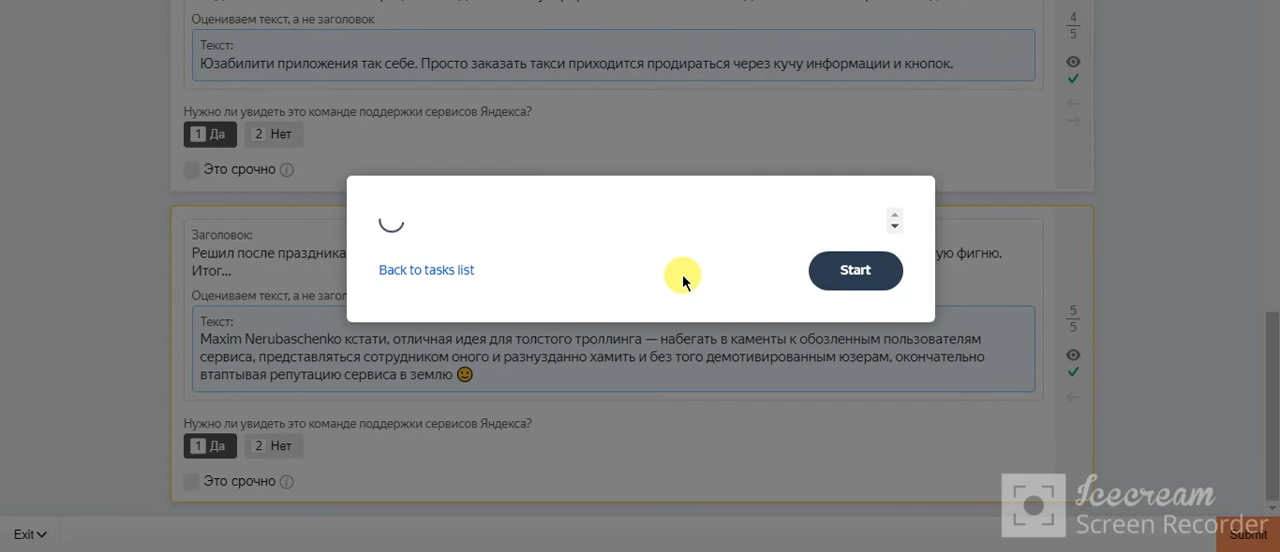 Оцениваем текст, а не заголовок
4
5
Текст:
Юзабилити приложения так себе. Просто заказать такси приходится продираться через кучу информации и кнопок.
Нужно ли увидеть это команде поддержки сервисов Яндекса?
1 Да 2 Нет
Это срочно
Заголовок:
Решил после праздника ую фигню.
Итог...
Back to tasks list
Start
Оцениваем текст, а не загол
5
5
Текст:
Maxim Nerubaschenko кстати, отличная идея для толстого троллинга — набегать в каменты к обозленным пользователям
сервиса, представляться сотрудником оного и разнузданно хамить и без того демотивированным юзерам, окончательно
втаптывая репутацию сервиса в землю 🙂
Нужно ли увидеть это команде поддержки сервисов Яндекса?
1 Да 2 Нет
Это срочно
Icecream
Screen Recorder
Exit
Submit